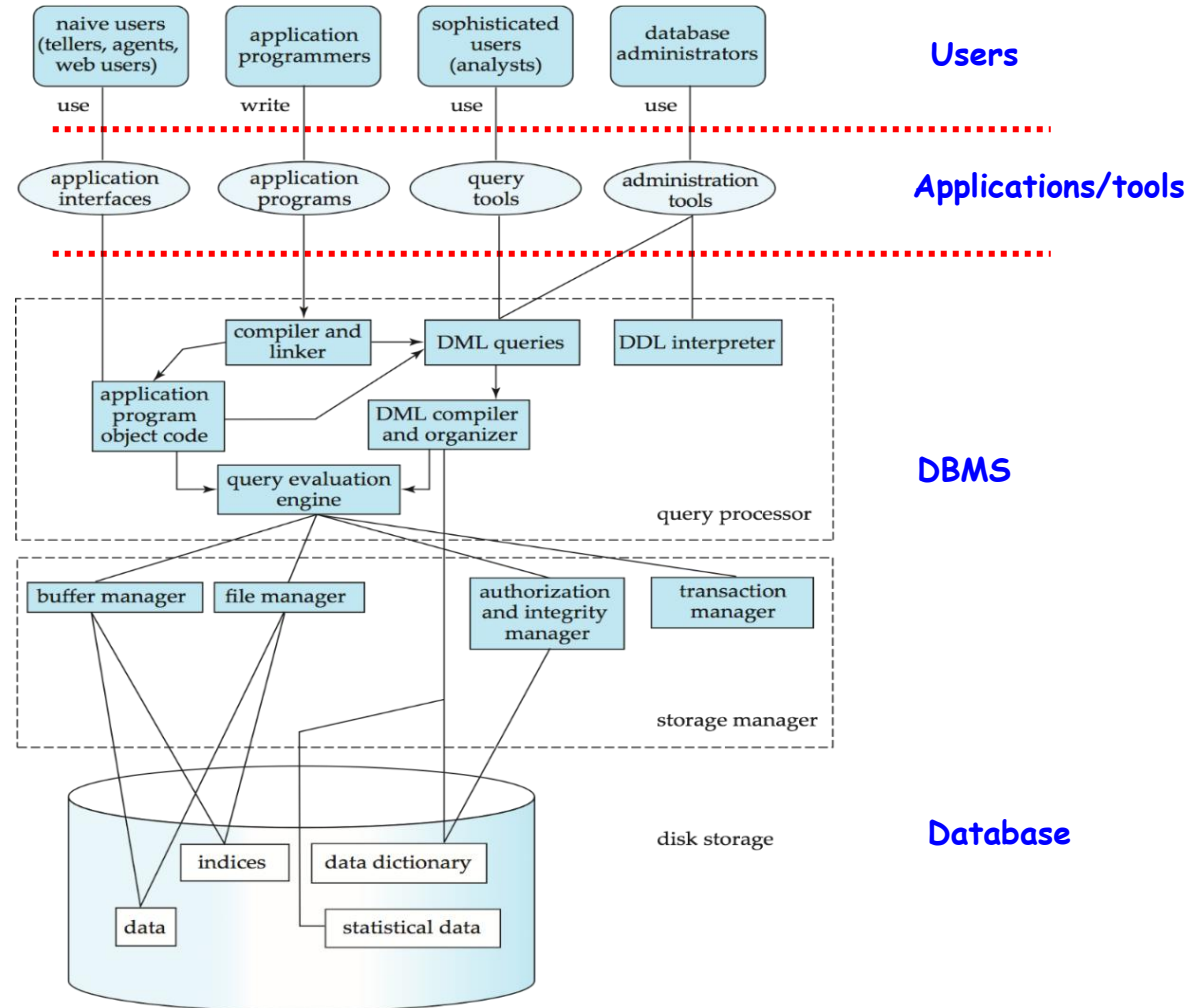 naive users
(tellers, agents,
web users)
application
programmers
sophisticated
users
(analysts)
database
administrators
Users
use
write
use
use
application
interfaces
application
programs
query
tools
administration
tools
Applications/tools
compiler and
linker
DML queries
DDL interpreter
application
program
object code
DML compiler
and organizer
query evaluation
engine
DBMS
query processor
buffer manager
file manager
authorization
and integrity
manager
transaction
manager
storage manager
disk storage
Database
indices
data dictionary
data
statistical data